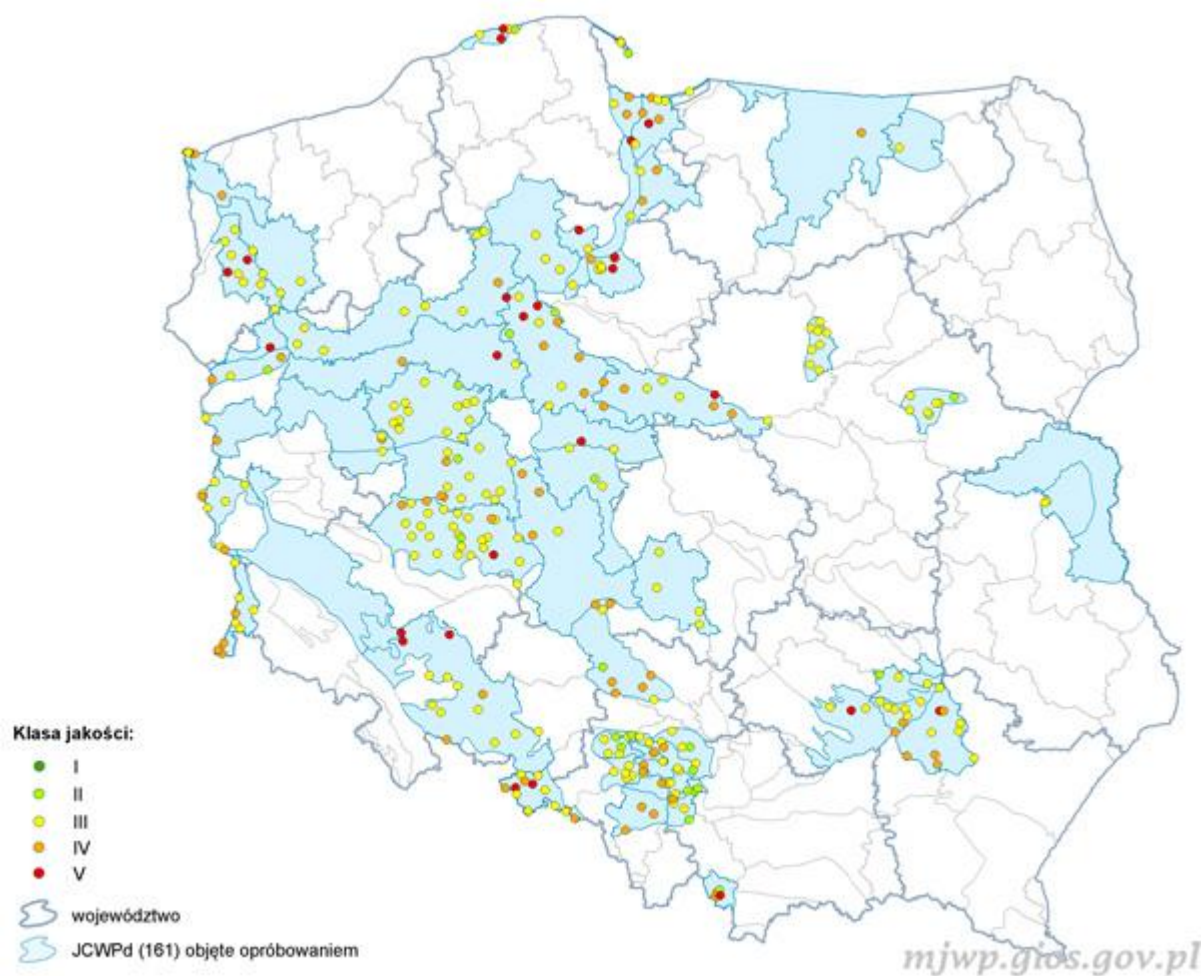 Klasa jakości:
I
II
III
IV
V
województwo
JCWPd (161) objęte opróbowaniem
mjwp.gios.gov.pl